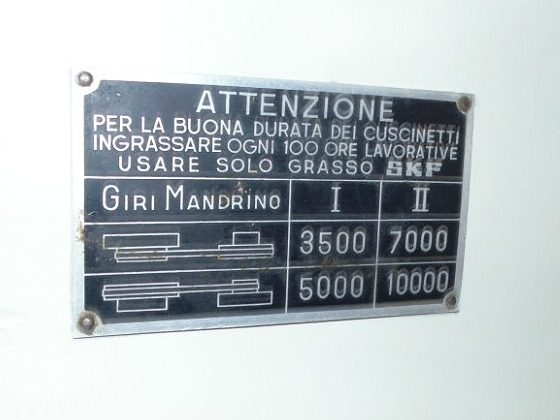 ATTENZIONE
PER LA BUONA DURATA DEI CUSCINETTI
INGRASSARE OGNI 100 ORE LAVORATIVE
USARE SOLO GRASSO SKF
GIRI MANDRINO I II
3500 7000
5000 10000